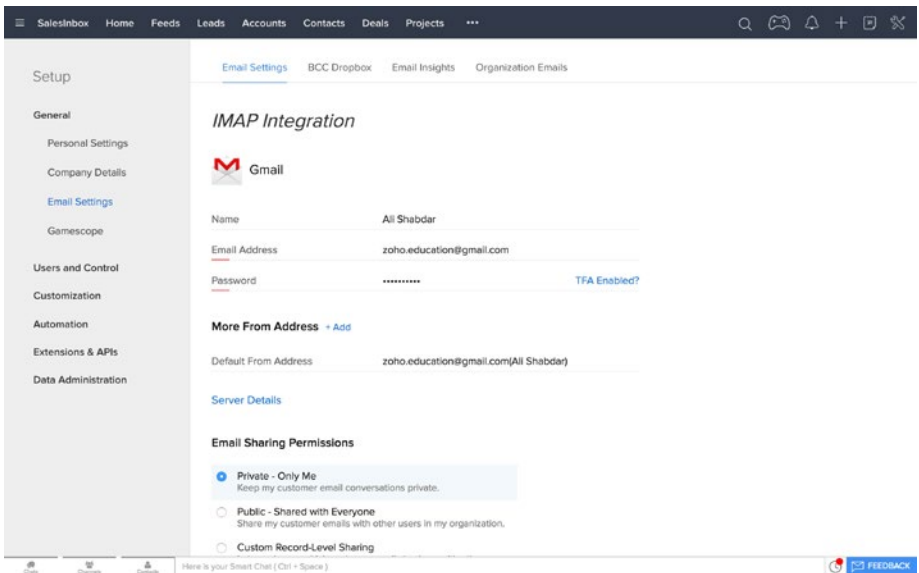 SalesInbox Home Feeds Leads Accounts Contacts Deals Projects •••
Setup
General
Personal Settings
Company Details
Email Settings
Gamescope
Users and Control
Customization
Automation
Extensions & APIs
Data Administration
Email Settings BCC Dropbox Email Insights Organization Emails
IMAP Integration
Gmail
Name Ali Shabdar
Email Address zoho.education@gmail.com
Password •••••••••• TFA Enabled?
More From Address + Add
Default From Address zoho.education@gmail.com(Ali Shabdar)
Server Details
Email Sharing Permissions
Private - Only Me
Keep my customer email conversations private.
Public - Shared with Everyone
Share my customer emails with other users in my organization.
Custom Record-Level Sharing
Here is your Smart Chat ( Ctrl + Space )
FEEDBACK